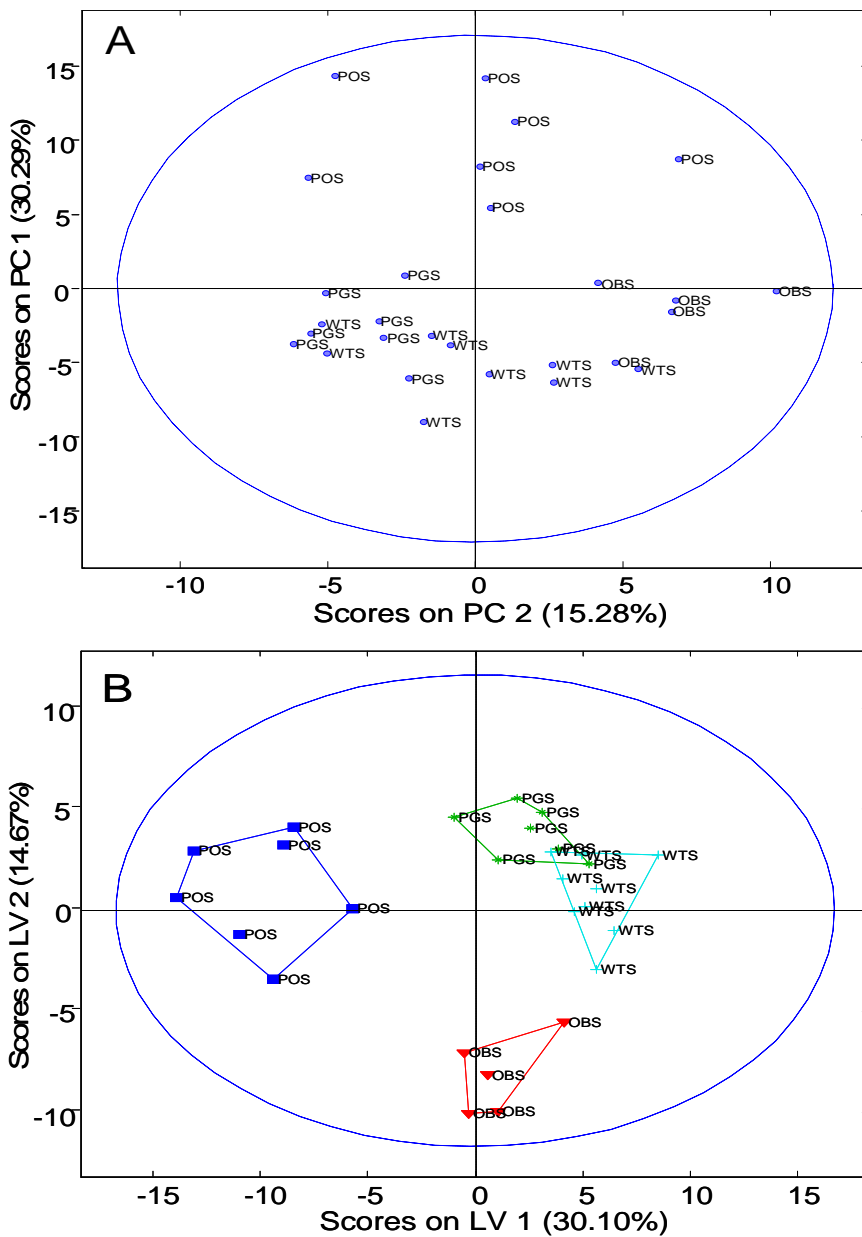 A
15
POS
POS
POS
POS
POS
10
POS
POS
5
PGS
OBS
0
PGS
OBS
OBS
OBS
WTS
PGS
PGS
WTS
PGS
PGS
WTS
WTS
-5
WTS
OBS
WTS
WTS
PGS
WTS
WTS
-10
-15
Scores on PC 1 (30.29%)
-10
-5
0
5
10
Scores on PC 2 (15.28%)
B
10
5
PGS
PGS
PGS
PGS
POS
POS
POS
POS
WTS
WTS
WTS
PGS
PGS
WTS
WTS
POS
0
POS
WTS
WTS
POS
WTS
POS
WTS
-5
OBS
OBS
OBS
-10
OBS
OBS
Scores on LV 2 (14.67%)
-15
-10
-5
0
5
10
15
Scores on LV 1 (30.10%)